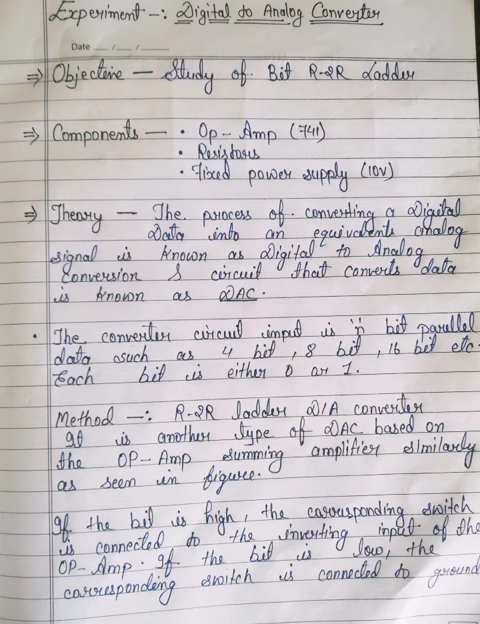 Experiment -: Digital to Analog Converter
Date __/__/__
⇒ Objective - Study of Bit R-2R Ladder
⇒ Components - • Op-Amp (741)
• Resistors
• Fixed power supply (10v)
⇒ Theory - The process of converting a Digital
Data into an equivalents analog
signal is known as Digital to Analog
Conversion & circuit that converts data
is known as DAC.
• The converter circuit input is 'n' bit parallel
data such as 4 bit, 8 bit, 16 bit etc.
Each bit is either 0 or 1.
Method -: R-2R ladder D/A converter
It is another type of DAC based on
the OP-Amp summing amplifier similarly
as seen in figure.
If the bit is high, the corresponding switch
is connected to the inverting input of the
OP-Amp. If the bit is low, the
corresponding switch is connected to ground